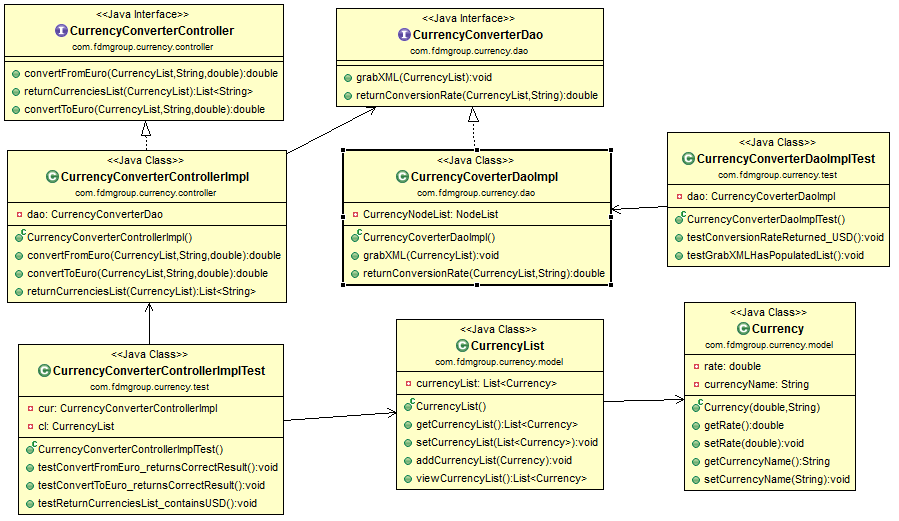 <<Java Interface>>
CurrencyConverterController
com.fdmgroup.currency.controller
convertFromEuro(CurrencyList,String,double):double
returnCurrenciesList(CurrencyList):List<String>
convertToEuro(CurrencyList,String,double):double
<<Java Interface>>
CurrencyConverterDao
com.fdmgroup.currency.dao
grabXML(CurrencyList):void
returnConversionRate(CurrencyList,String):double
<<Java Class>>
CurrencyConverterControllerImpl
com.fdmgroup.currency.controller
dao: CurrencyConverterDao
CurrencyConverterControllerImpl()
convertFromEuro(CurrencyList,String,double):double
convertToEuro(CurrencyList,String,double):double
returnCurrenciesList(CurrencyList):List<String>
<<Java Class>>
CurrencyCoverterDaoImpl
com.fdmgroup.currency.dao
CurrencyNodeList: NodeList
CurrencyCoverterDaoImpl()
grabXML(CurrencyList):void
returnConversionRate(CurrencyList,String):double
<<Java Class>>
CurrencyConverterDaoImplTest
com.fdmgroup.currency.test
dao: CurrencyCoverterDaoImpl
CurrencyConverterDaoImplTest()
testConversionRateReturned_USD():void
testGrabXMLHasPopulatedList():void
<<Java Class>>
CurrencyConverterControllerImplTest
com.fdmgroup.currency.test
cur: CurrencyConverterControllerImpl
cl: CurrencyList
CurrencyConverterControllerImplTest()
testConvertFromEuro_returnsCorrectResult():void
testConvertToEuro_returnsCorrectResult():void
testReturnCurrenciesList_containsUSD():void
<<Java Class>>
CurrencyList
com.fdmgroup.currency.model
currencyList: List<Currency>
CurrencyList()
getCurrencyList():List<Currency>
setCurrencyList(List<Currency>):void
addCurrencyList(Currency):void
viewCurrencyList():List<Currency>
<<Java Class>>
Currency
com.fdmgroup.currency.model
rate: double
currencyName: String
Currency(double,String)
getRate():double
setRate(double):void
getCurrencyName():String
setCurrencyName(String):void